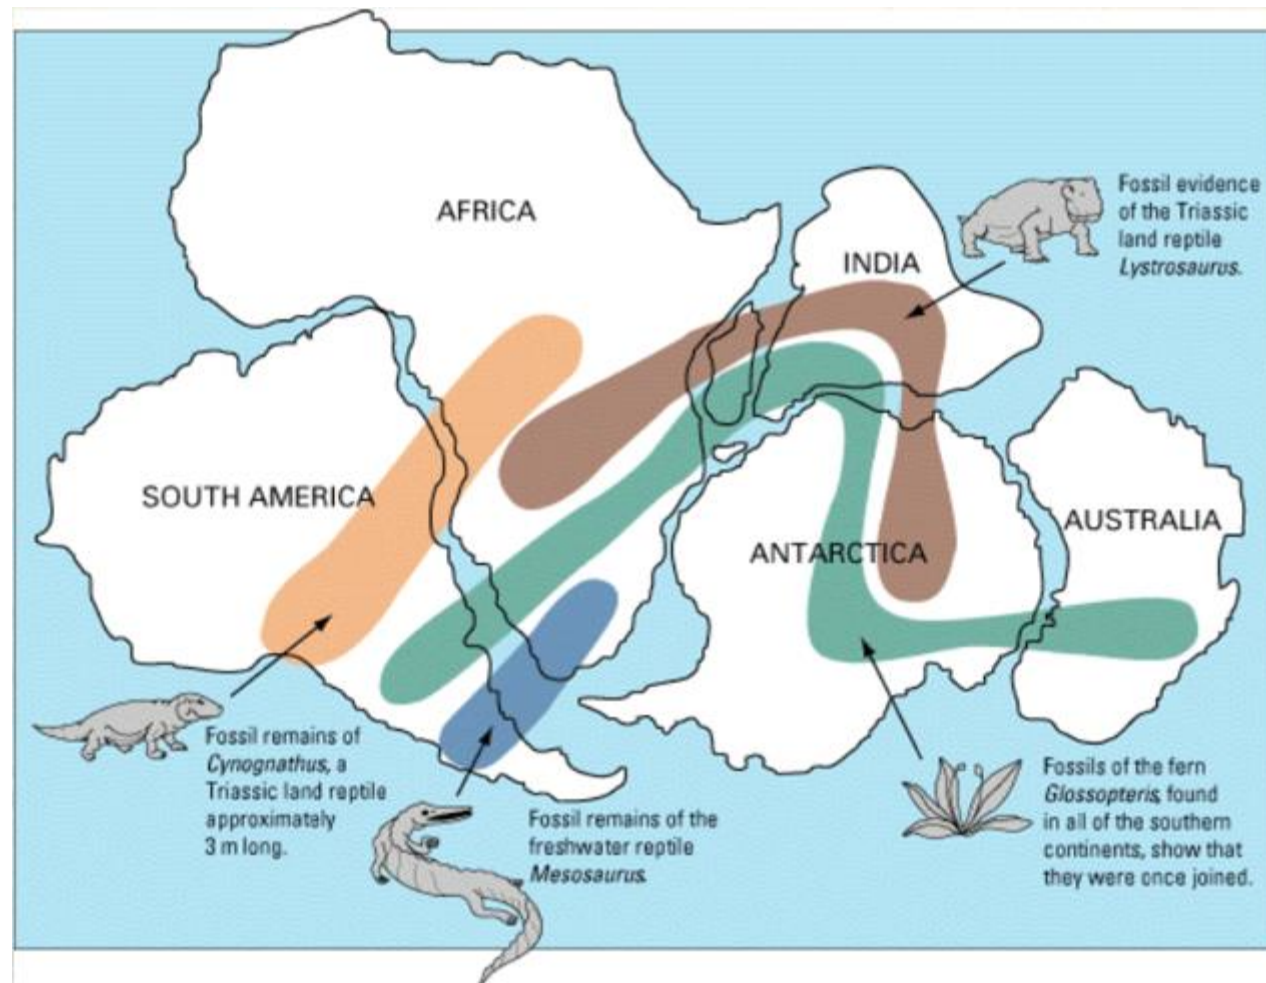 AFRICA
Fossil evidence
of the Triassic
land reptile
Lystrosaurus.
INDIA
SOUTH AMERICA
AUSTRALIA
ANTARCTICA
Fossil remains of
Cynognathus, a
Triassic land reptile
approximately
3 m long.
Fossil remains of the
freshwater reptile
Mesosaurus.
Fossils of the fern
Glossopteris, found
in all of the southern
continents, show that
they were once joined.